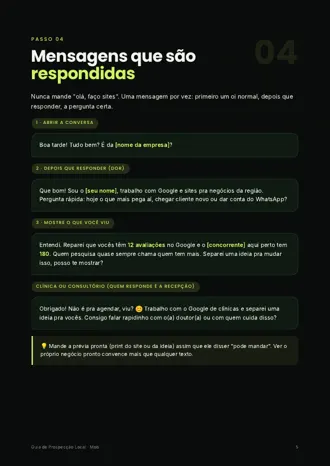 PASSO 04
04
Mensagens que são
respondidas
Nunca mande "olá, faço sites". Uma mensagem por vez: primeiro um oi normal, depois que
responder, a pergunta certa.
1 · ABRIR A CONVERSA
Boa tarde! Tudo bem? É da [nome da empresa]?
2 · DEPOIS QUE RESPONDER (DOR)
Que bom! Sou o [seu nome], trabalho com Google e sites pra negócios da região.
Pergunta rápida: hoje o que mais pega aí, chegar cliente novo ou dar conta do WhatsApp?
3 · MOSTRE O QUE VOCÊ VIU
Entendi. Reparei que vocês têm 12 avaliações no Google e o [concorrente] aqui perto tem
180. Quem pesquisa quase sempre chama quem tem mais. Separei uma ideia pra mudar
isso, posso te mostrar?
CLÍNICA OU CONSULTÓRIO (QUEM RESPONDE É A RECEPÇÃO)
Obrigado! Não é pra agendar, viu? 😊 Trabalho com o Google de clínicas e separei uma
ideia pra vocês. Consigo falar rapidinho com o(a) doutor(a) ou com quem cuida disso?
💡 Mande a prévia pronta (print do site ou da ideia) assim que ele disser "pode mandar". Ver o
próprio negócio pronto convence mais que qualquer texto.
Guia de Prospecção Local ·
5